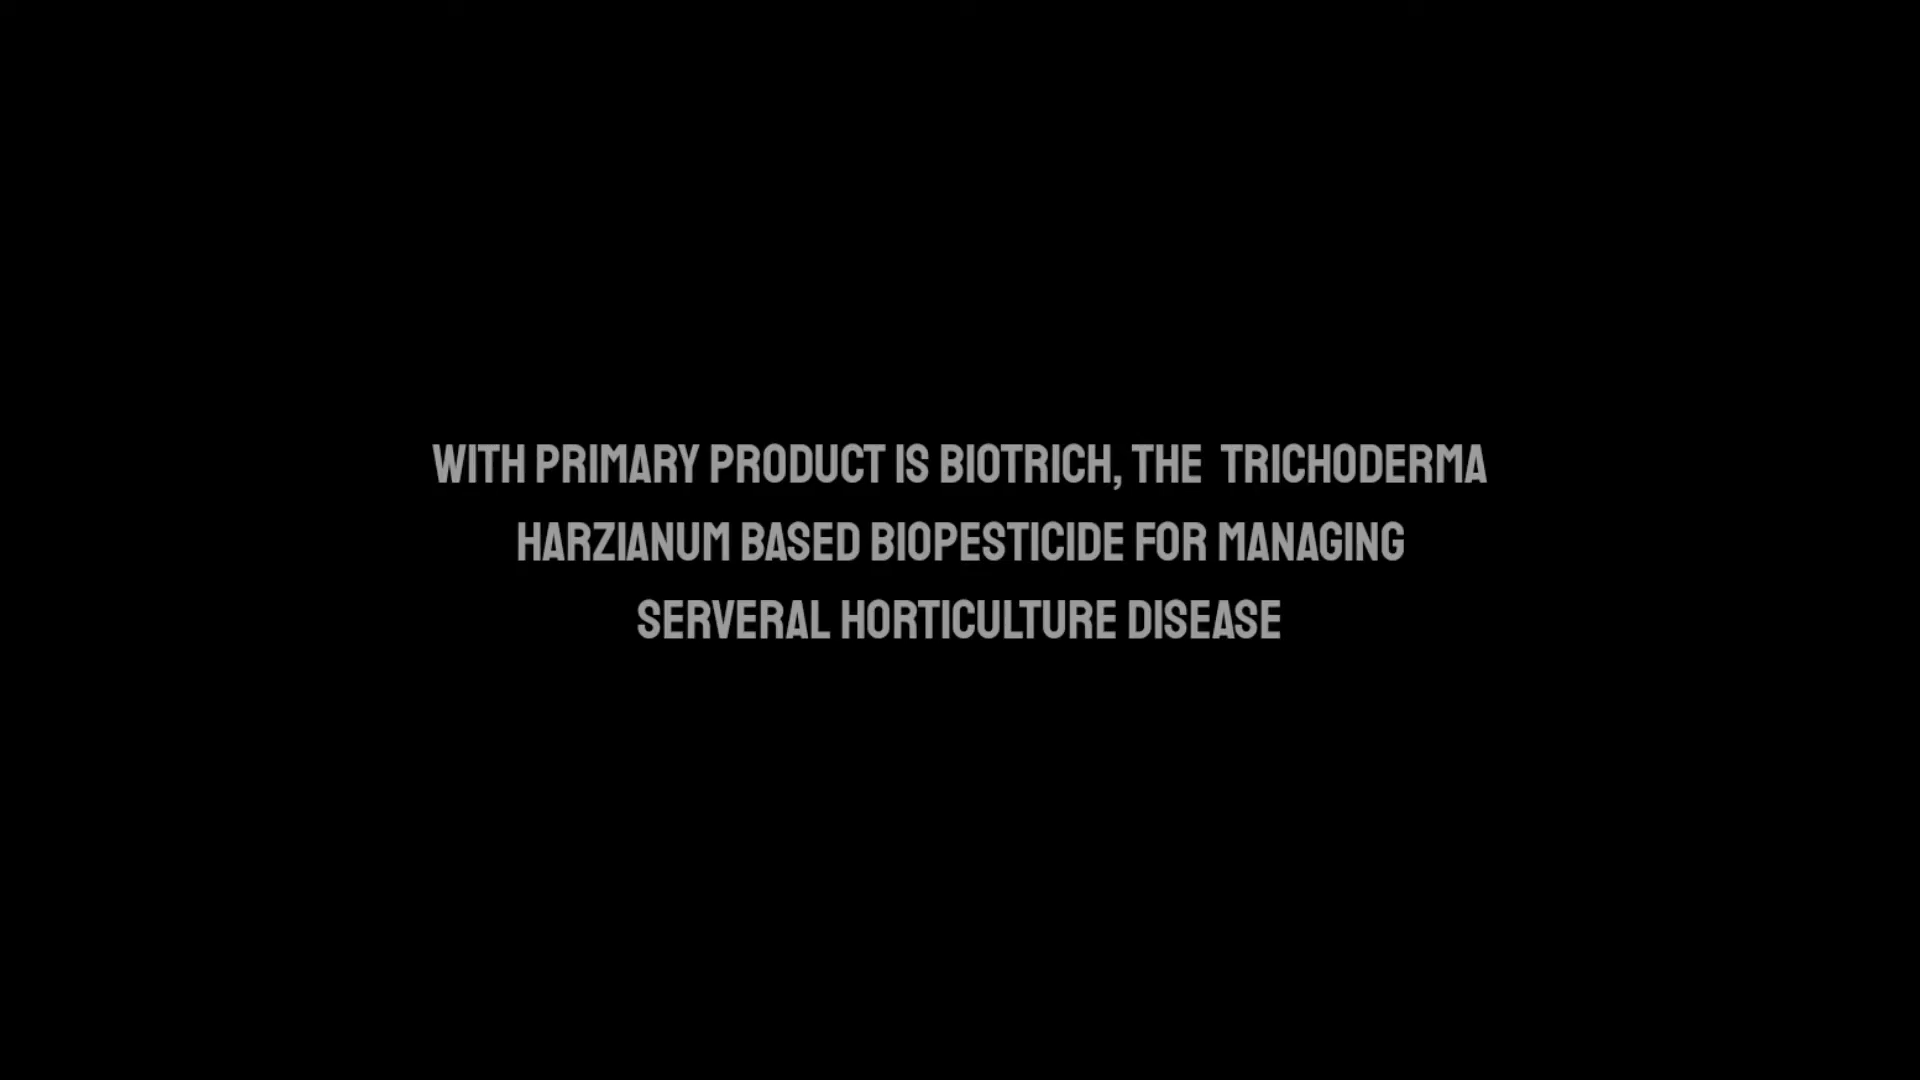 WITH PRIMARY PRODUCT IS BIOTRICH, THE  TRICHODERMA
HARZIANUM BASED BIOPESTICIDE FOR MANAGING
SERVERAL HORTICULTURE DISEASE